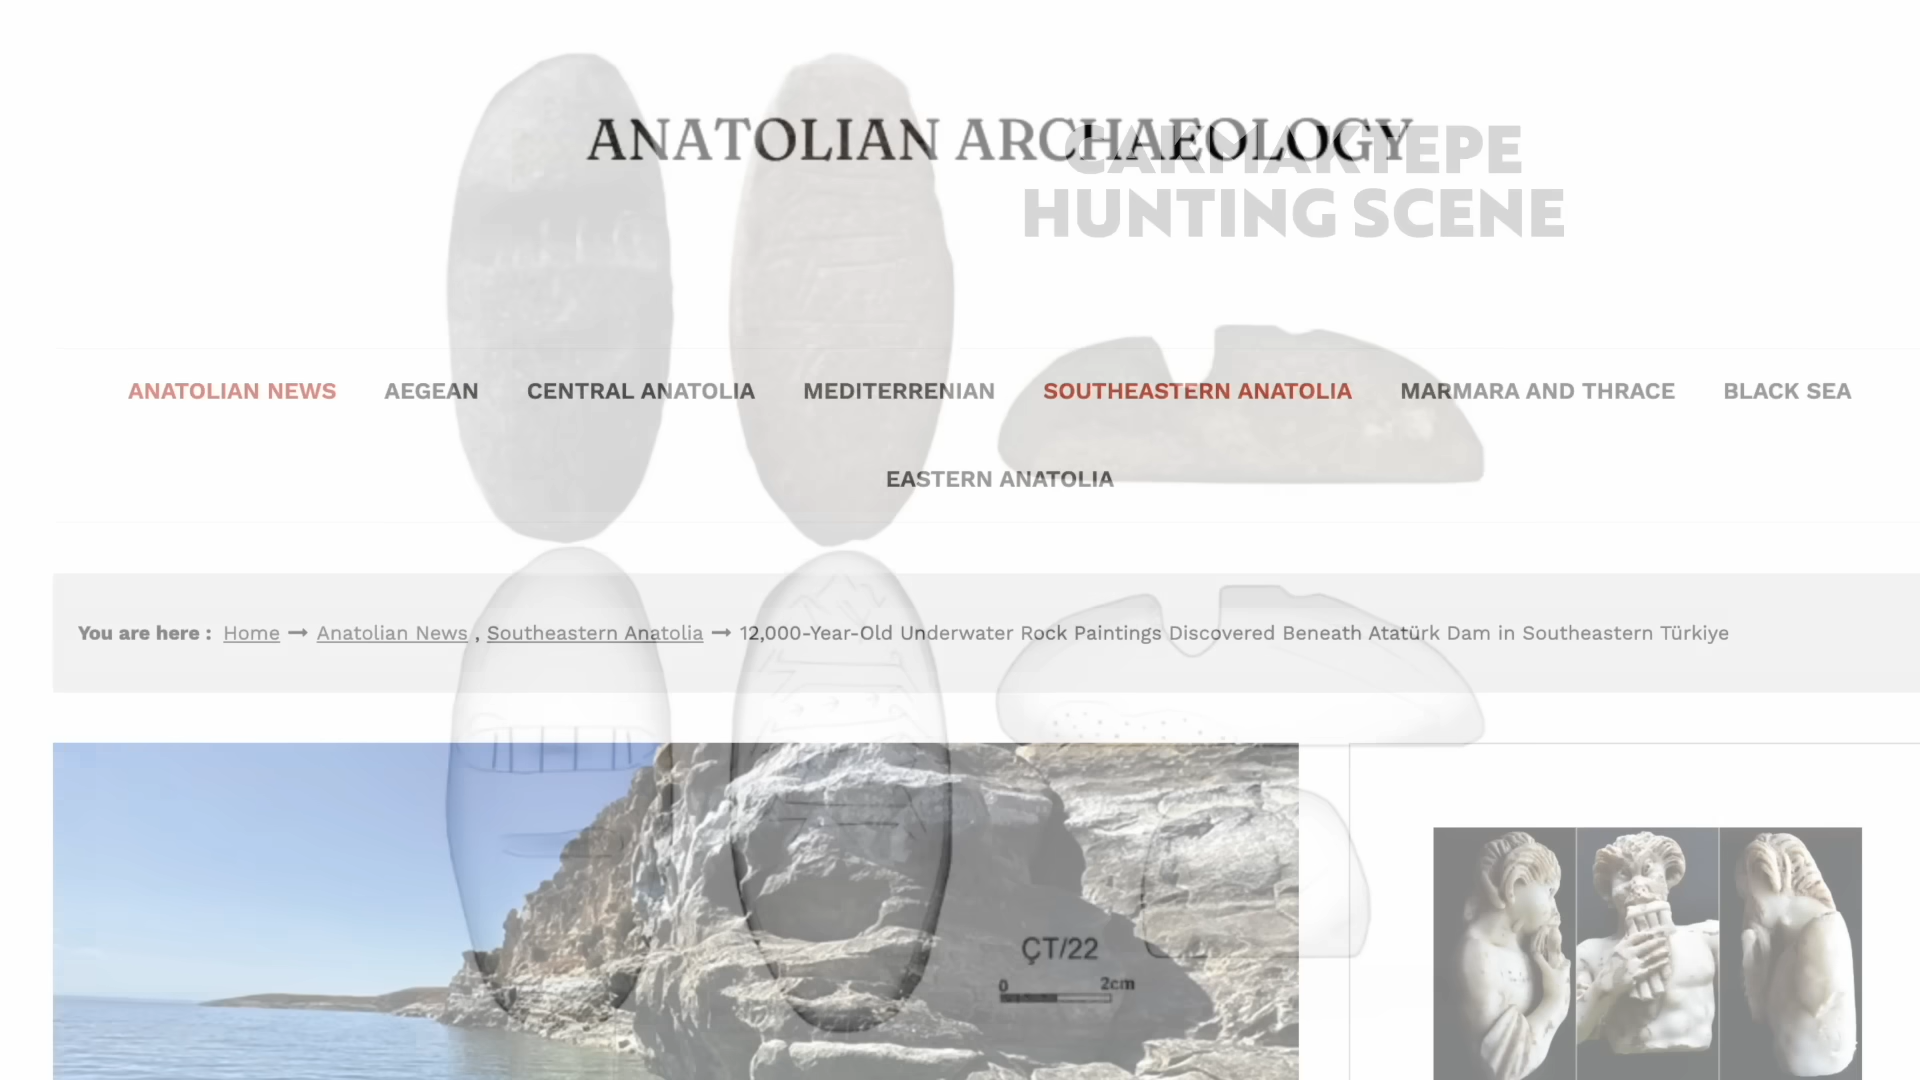 ANATOLIAN ARCHAEOLOGY
CAKMAKTEPE
HUNTING SCENE
ANATOLIAN NEWS AEGEAN CENTRAL ANATOLIA MEDITERRENIAN SOUTHEASTERN ANATOLIA MARMARA AND THRACE BLACK SEA
EASTERN ANATOLIA
You are here : Home → Anatolian News , Southeastern Anatolia → 12,000-Year-Old Underwater Rock Paintings Discovered Beneath Atatürk Dam in Southeastern Türkiye
ÇT/22
0 2cm